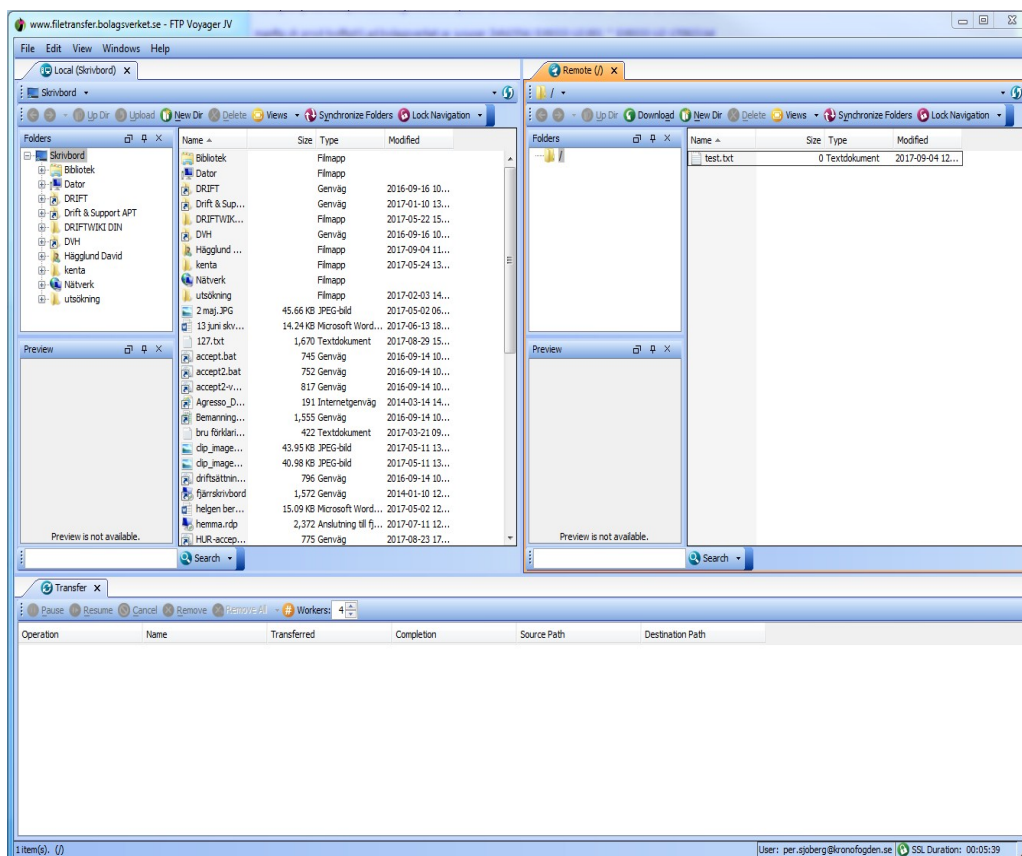 www.filetransfer.bolagsverket.se - FTP Voyager JV
File Edit View Windows Help
Local (Skrivbord) X
Skrivbord
Up Dir Upload New Dir Delete Views Synchronize Folders Lock Navigation
Folders
Skrivbord
Bibliotek
Dator
DRIFT
Drift & Support APT
DRIFTWIKI DIN
DVH
Hägglund David
kenta
Nätverk
utsökning
Preview
Preview is not available.
Name Size Type Modified
Bibliotek Filmapp
Dator Filmapp
DRIFT Genväg 2016-09-16 10...
Drift & Sup... Genväg 2017-01-10 13...
DRIFTWIK... Filmapp 2017-05-22 15...
DVH Genväg 2016-09-16 10...
Hägglund ... Filmapp 2017-09-04 11...
kenta Filmapp 2017-05-24 13...
Nätverk Filmapp
utsökning Filmapp 2017-02-03 14...
2 maj.JPG 45.66 KB JPEG-bild 2017-05-02 06...
13 juni skv... 14.24 KB Microsoft Word... 2017-06-13 18...
127.txt 1,670 Textdokument 2017-08-29 15...
accept.bat 745 Genväg 2016-09-14 10...
accept2.bat 752 Genväg 2016-09-14 10...
accept2-v... 817 Genväg 2016-09-14 10...
Agresso_D... 191 Internetgenväg 2014-03-14 14...
Bemanning... 1,555 Genväg 2016-09-14 10...
bru förklari... 422 Textdokument 2017-03-21 09...
clip_image... 43.95 KB JPEG-bild 2017-05-11 13...
clip_image... 40.98 KB JPEG-bild 2017-05-11 13...
driftsättnin... 796 Genväg 2016-09-14 10...
fjärrskrivbord 1,572 Genväg 2014-01-10 12...
helgen ber... 15.09 KB Microsoft Word... 2017-05-02 12...
hemma.rdp 2,372 Anslutning till fj... 2017-07-11 12...
HUR-accep... 775 Genväg 2017-08-23 17...
Search
Remote (/) X
/
Up Dir Download New Dir Delete Views Synchronize Folders Lock Navigation
Folders
/
Preview
Preview is not available.
Name Size Type Modified
test.txt 0 Textdokument 2017-09-04 12...
Search
Transfer X
Pause Resume Cancel Remove Remove All Workers: 4
Operation Name Transferred Completion Source Path Destination Path
1 item(s). (/) User: per.sjoberg@kronofogden.se SSL Duration: 00:05:39